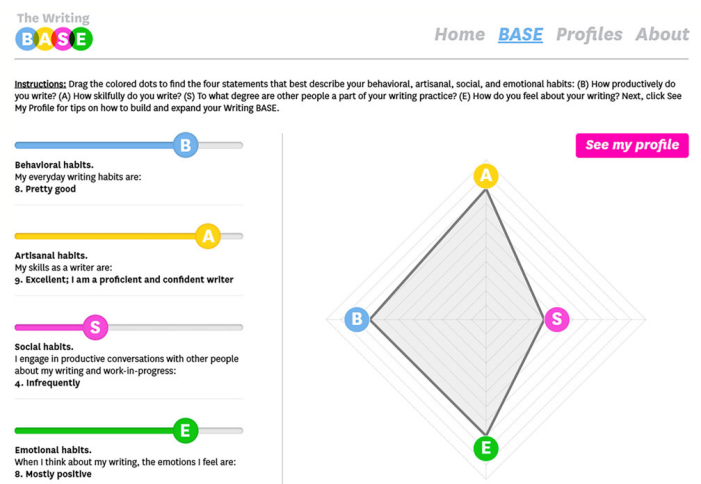 The Writing
BASE
Home BASE Profiles About
Instructions: Drag the colored dots to find the four statements that best describe your behavioral, artisanal, social, and emotional habits: (B) How productively do
you write? (A) How skilfully do you write? (S) To what degree are other people a part of your writing practice? (E) How do you feel about your writing? Next, click See
My Profile for tips on how to build and expand your Writing BASE.
B
Behavioral habits.
My everyday writing habits are:
8. Pretty good
A
Artisanal habits.
My skills as a writer are:
9. Excellent; I am a proficient and confident writer
S
Social habits.
I engage in productive conversations with other people
about my writing and work-in-progress:
4. Infrequently
E
Emotional habits.
When I think about my writing, the emotions I feel are:
8. Mostly positive
See my profile
A
B
S
E